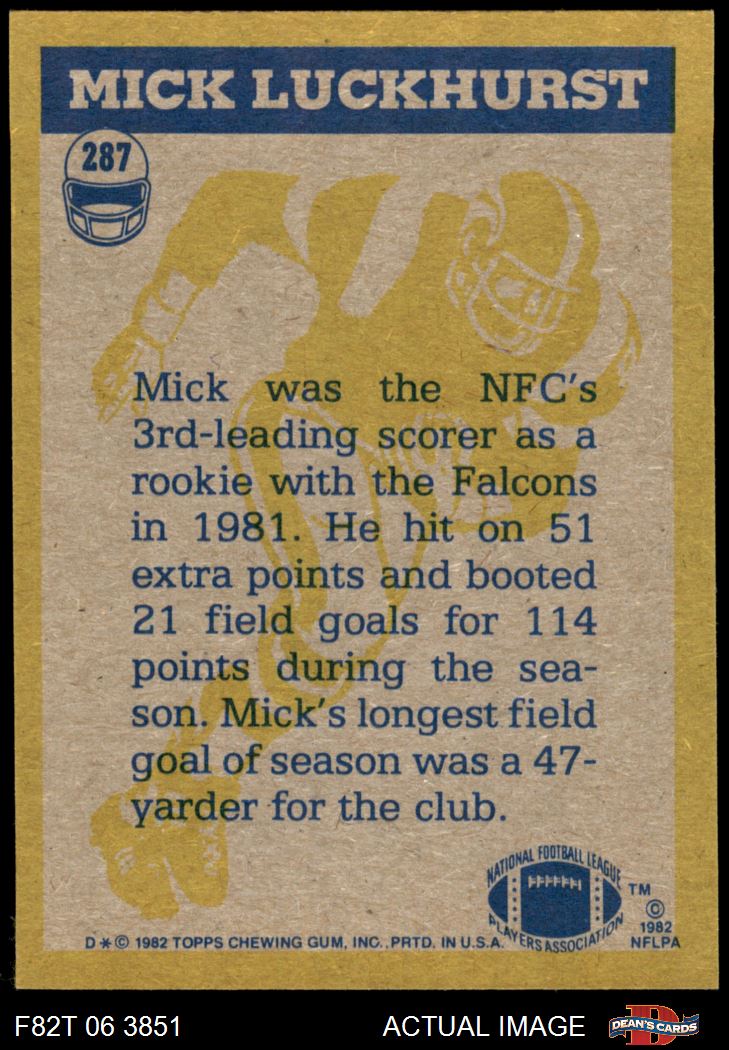 MICK LUCKHURST
287
Mick was the NFC's
3rd-leading scorer as a
rookie with the Falcons
in 1981. He hit on 51
extra points and booted
21 field goals for 114
points during the sea-
son. Mick's longest field
goal of season was a 47-
yarder for the club.
NATIONAL FOOTBALL LEAGUE
PLAYERS ASSOCIATION
TM
©
1982
NFLPA
D * © 1982 TOPPS CHEWING GUM, INC. PRTD. IN U.S.A.
F82T 06 3851
ACTUAL IMAGE
D
DEAN'S CARDS